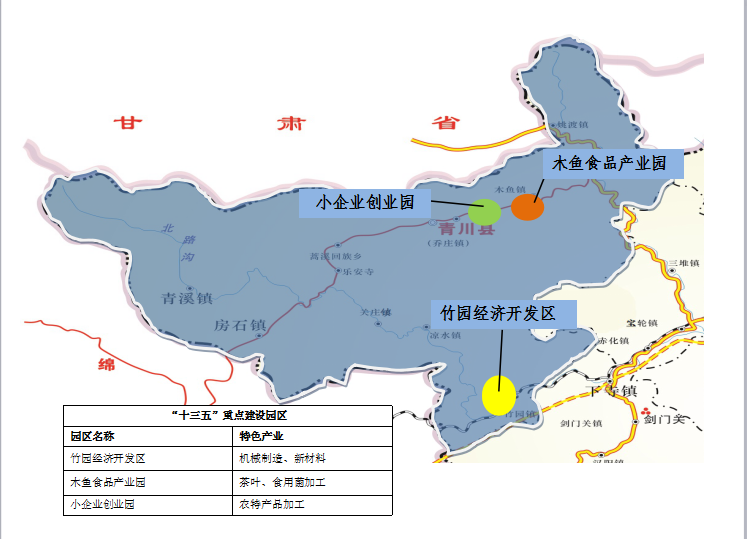 甘 肃 省
姚渡镇
木鱼食品产业园
木鱼镇
小企业创业园
青川县
(乔庄镇)
北路沟
蒿溪回族乡
乐安寺
三堆镇
青溪镇
关庄镇
竹园经济开发区
房石镇
凉水镇
宝轮镇
赤化镇
绵
下寺镇
竹园镇
剑门关镇
剑门关
“十三五”重点建设园区
园区名称 特色产业
竹园经济开发区 机械制造、新材料
木鱼食品产业园 茶叶、食用菌加工
小企业创业园 农特产品加工